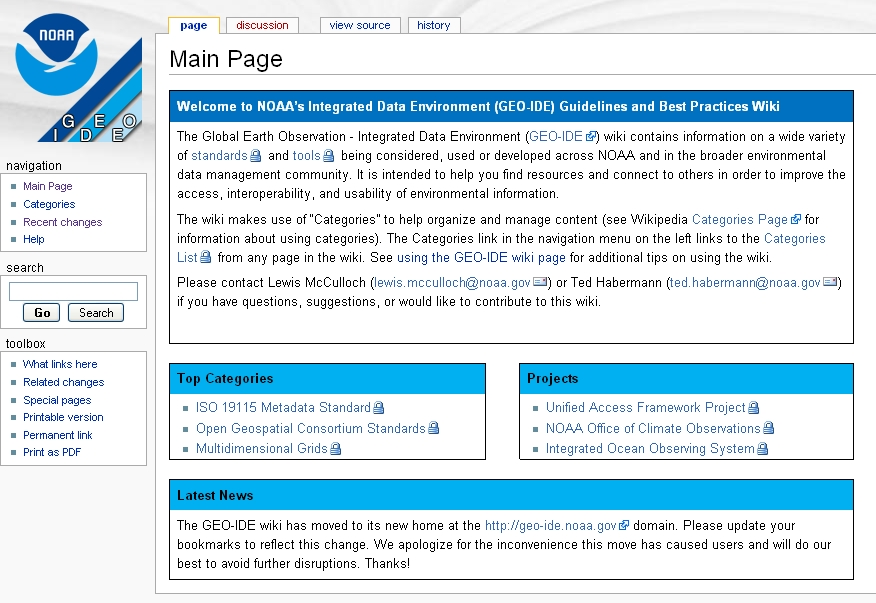 NOAA
GEO
IDE
navigation
Main Page
Categories
Recent changes
Help
search
Go Search
toolbox
What links here
Related changes
Special pages
Printable version
Permanent link
Print as PDF
page discussion view source history
Main Page
Welcome to NOAA's Integrated Data Environment (GEO-IDE) Guidelines and Best Practices Wiki
The Global Earth Observation - Integrated Data Environment (GEO-IDE) wiki contains information on a wide variety
of standards and tools being considered, used or developed across NOAA and in the broader environmental
data management community. It is intended to help you find resources and connect to others in order to improve the
access, interoperability, and usability of environmental information.
The wiki makes use of "Categories" to help organize and manage content (see Wikipedia Categories Page for
information about using categories). The Categories link in the navigation menu on the left links to the Categories
List from any page in the wiki. See using the GEO-IDE wiki page for additional tips on using the wiki.
Please contact Lewis McCulloch (lewis.mcculloch@noaa.gov) or Ted Habermann (ted.habermann@noaa.gov)
if you have questions, suggestions, or would like to contribute to this wiki.
Top Categories
ISO 19115 Metadata Standard
Open Geospatial Consortium Standards
Multidimensional Grids
Projects
Unified Access Framework Project
NOAA Office of Climate Observations
Integrated Ocean Observing System
Latest News
The GEO-IDE wiki has moved to its new home at the http://geo-ide.noaa.gov domain. Please update your
bookmarks to reflect this change. We apologize for the inconvenience this move has caused users and will do our
best to avoid further disruptions. Thanks!